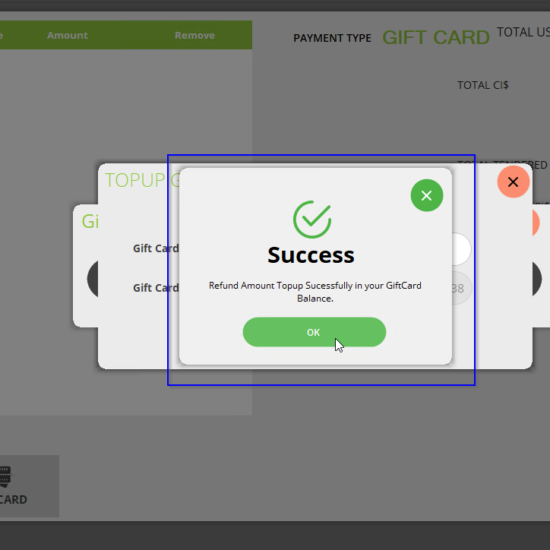 Amount Remove
PAYMENT TYPE GIFT CARD TOTAL US
TOTAL CI$
TOPUP G
Gi
Gift Card
Gift Card
38
Success
Refund Amount Topup Sucessfully in your GiftCard
Balance.
OK
CARD